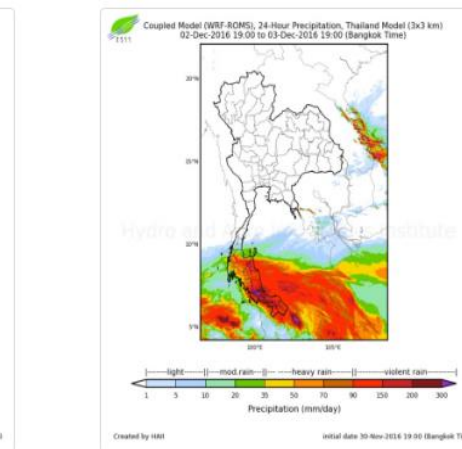 Coupled Model (WRF-ROMS), 24-Hour Precipitation, Thailand Model (3x3 km)
02-Dec-2016 19:00 to 03-Dec-2016 19:00 (Bangkok Time)
20°N
15°N
10°N
5°N
100°E 105°E
|-------light-------||----mod.rain----||---- ----heavy rain-----||---------violent rain---------|
1 5 10 20 35 50 70 90 150 200 300
Precipitation (mm/day)
Created by HAII initial date 30-Nov-2016 19:00 (Bangkok Ti